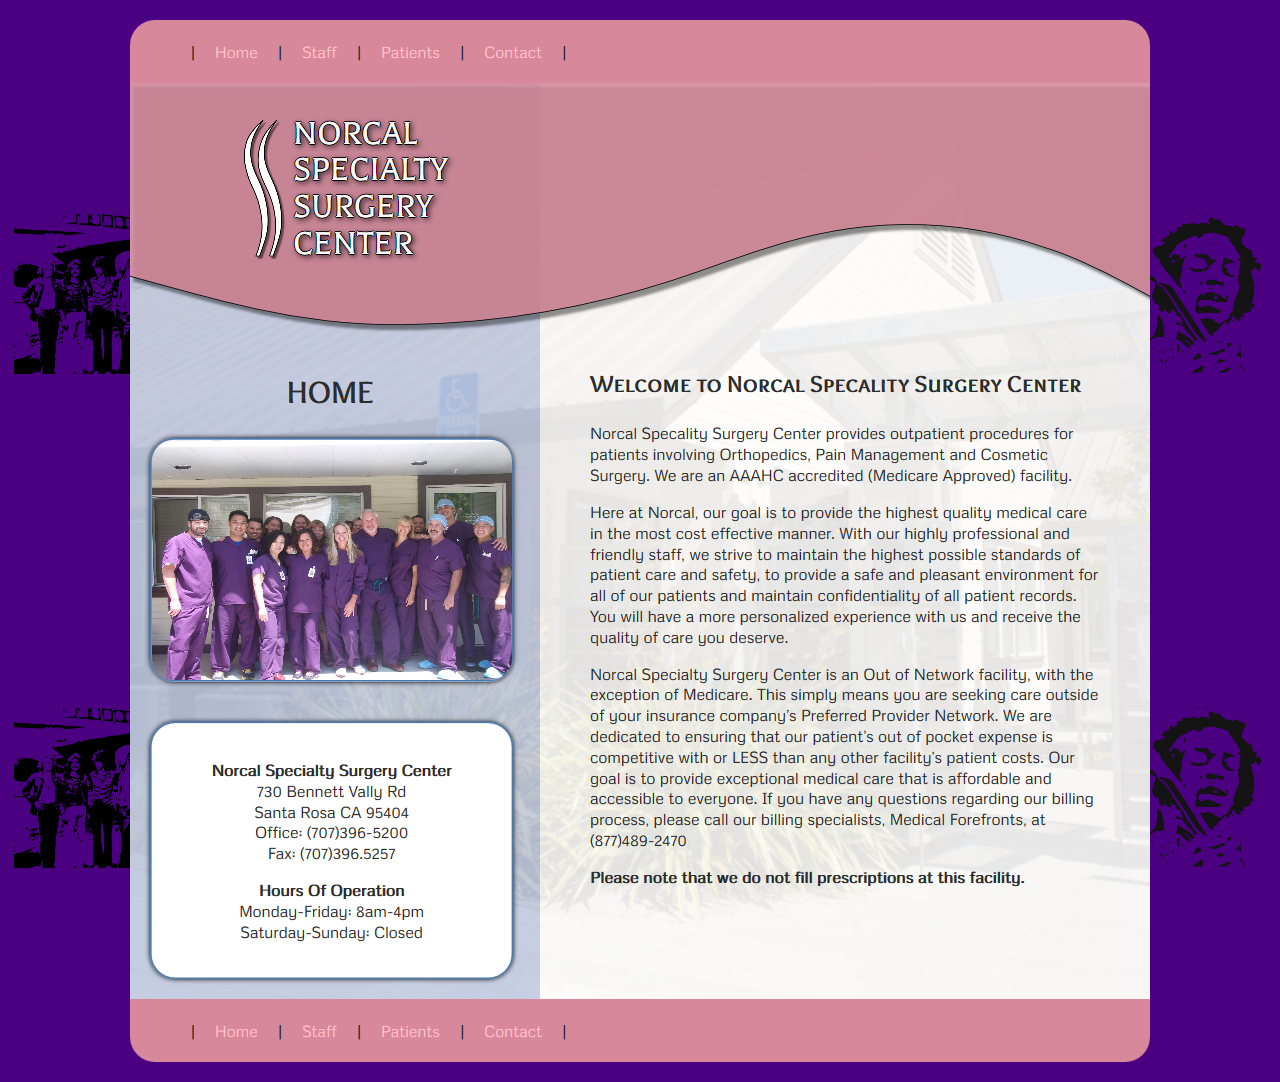 | Home | Staff | Patients | Contact |
NORCAL
SPECIALTY
SURGERY
CENTER
HOME
Welcome to Norcal Specality Surgery Center
Norcal Specality Surgery Center provides outpatient procedures for
patients involving Orthopedics, Pain Management and Cosmetic
Surgery. We are an AAAHC accredited (Medicare Approved) facility.
Here at Norcal, our goal is to provide the highest quality medical care
in the most cost effective manner. With our highly professional and
friendly staff, we strive to maintain the highest possible standards of
patient care and safety, to provide a safe and pleasant environment for
all of our patients and maintain confidentiality of all patient records.
You will have a more personalized experience with us and receive the
quality of care you deserve.
Norcal Specialty Surgery Center is an Out of Network facility, with the
exception of Medicare. This simply means you are seeking care outside
of your insurance company's Preferred Provider Network. We are
dedicated to ensuring that our patient's out of pocket expense is
competitive with or LESS than any other facility's patient costs. Our
goal is to provide exceptional medical care that is affordable and
accessible to everyone. If you have any questions regarding our billing
process, please call our billing specialists, Medical Forefronts, at
(877)489-2470
Please note that we do not fill prescriptions at this facility.
Norcal Specialty Surgery Center
730 Bennett Vally Rd
Santa Rosa CA 95404
Office: (707)396-5200
Fax: (707)396.5257
Hours Of Operation
Monday-Friday: 8am-4pm
Saturday-Sunday: Closed
| Home | Staff | Patients | Contact |